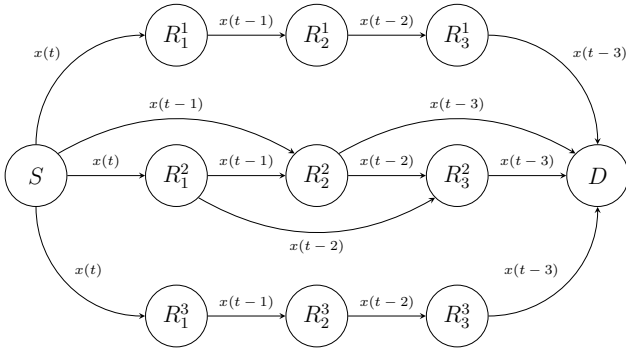 R_1^1 x(t−1) R_2^1 x(t−2) R_3^1
x(t) x(t−3)
x(t−1) x(t−3)
S x(t) R_1^2 x(t−1) R_2^2 x(t−2) R_3^2 x(t−3) D
x(t−2)
x(t) x(t−3)
R_1^3 x(t−1) R_2^3 x(t−2) R_3^3